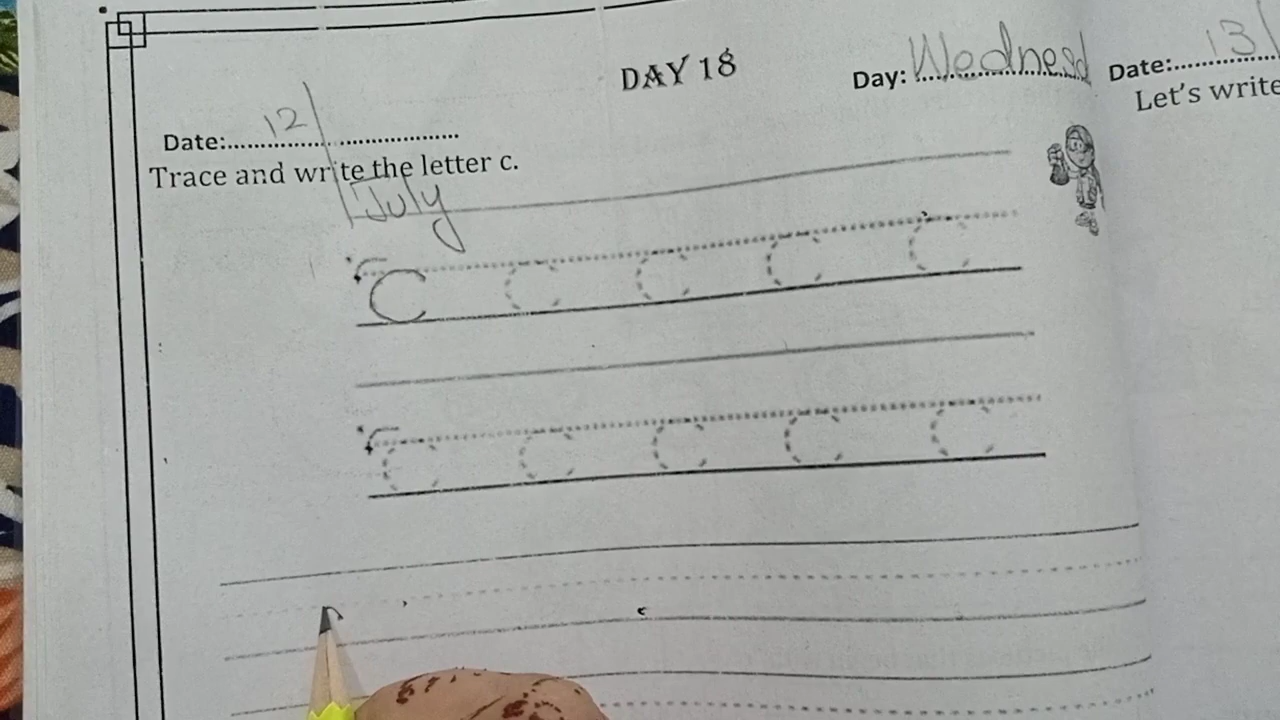 DAY 18
Day: Wednesd
Date: 12/
Trace and write the letter c.
/July
c c c c c
c c c c c
Date: 13/
Let's write